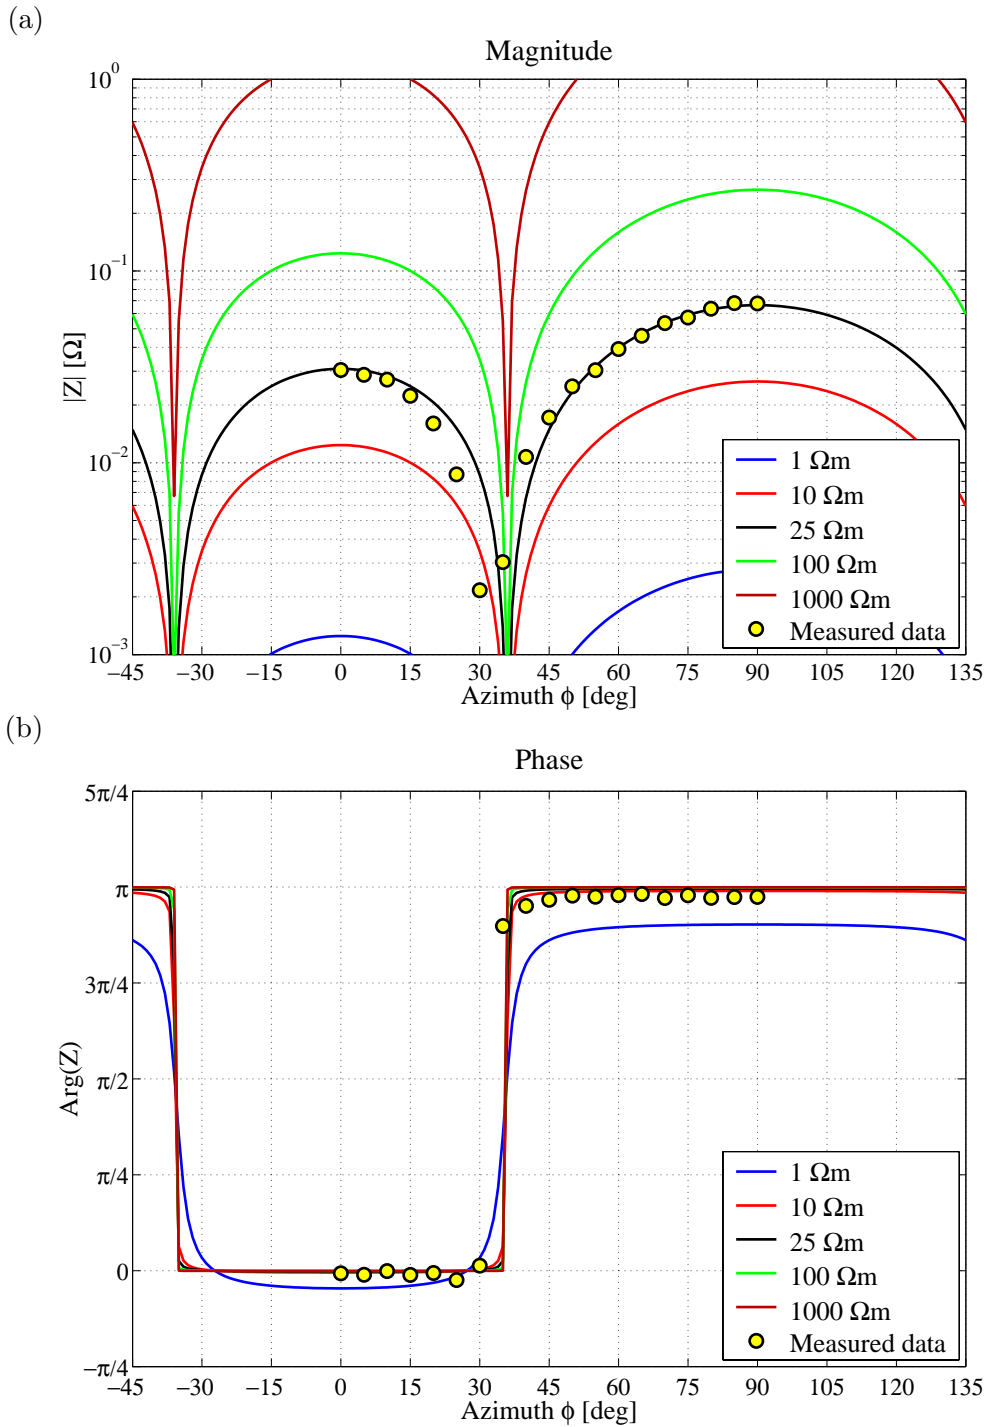 (a)
Magnitude
10^0
10^−1
10^−2
10^−3
|Z| [Ω]
−45 −30 −15 0 15 30 45 60 75 90 105 120 135
Azimuth ϕ [deg]
1 Ωm
10 Ωm
25 Ωm
100 Ωm
1000 Ωm
Measured data
(b)
Phase
5π/4
π
3π/4
π/2
π/4
0
−π/4
Arg(Z)
−45 −30 −15 0 15 30 45 60 75 90 105 120 135
Azimuth ϕ [deg]
1 Ωm
10 Ωm
25 Ωm
100 Ωm
1000 Ωm
Measured data